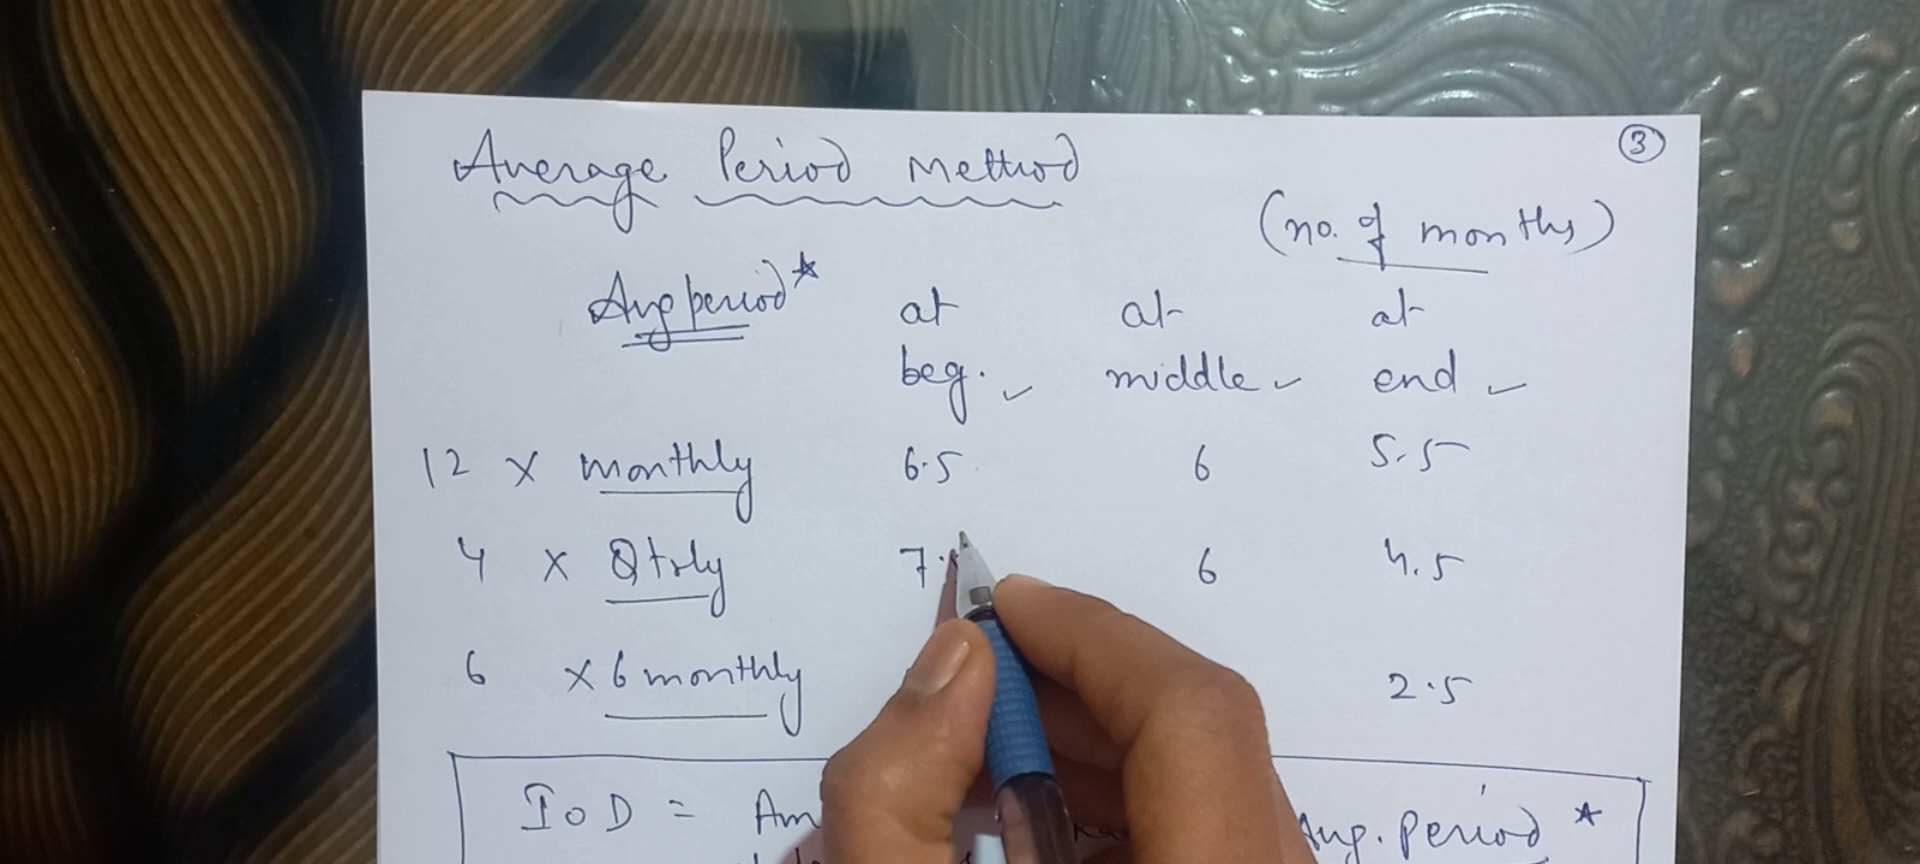 ③
Average Period Method
(no. of months)
Avg period* at beg. ✓ at middle ✓ at end ✓
12 x monthly 6.5 6 5.5
4 x Qtrly 7. 6 4.5
6 x 6 monthly 2.5
IoD = Avg. Period *